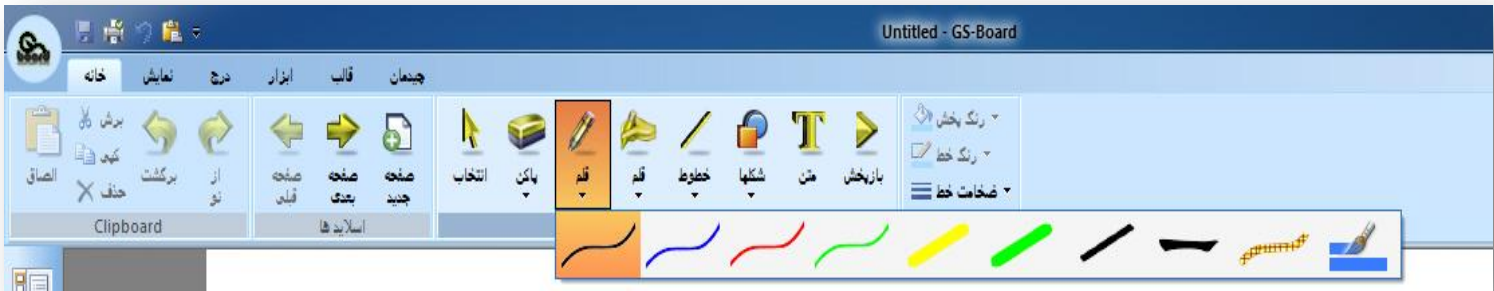 Untitled - GS-Board
Board
خانه نمایش درج ابزار قالب چیدمان
الصاق
برش
کپی
حذف
برگشت
از نو
صفحه قبلی
صفحه بعدی
صفحه جدید
انتخاب
پاکن
قلم
قلم
خطوط
شکلها
متن
بازپخش
رنگ پخش
رنگ خط
ضخامت خط
Clipboard
اسلاید ها